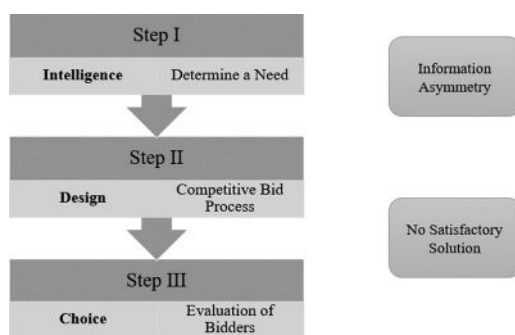 Step I
Intelligence
Determine a Need
Step II
Design
Competitive Bid
Process
Step III
Choice
Evaluation of
Bidders
Information
Asymmetry
No Satisfactory
Solution